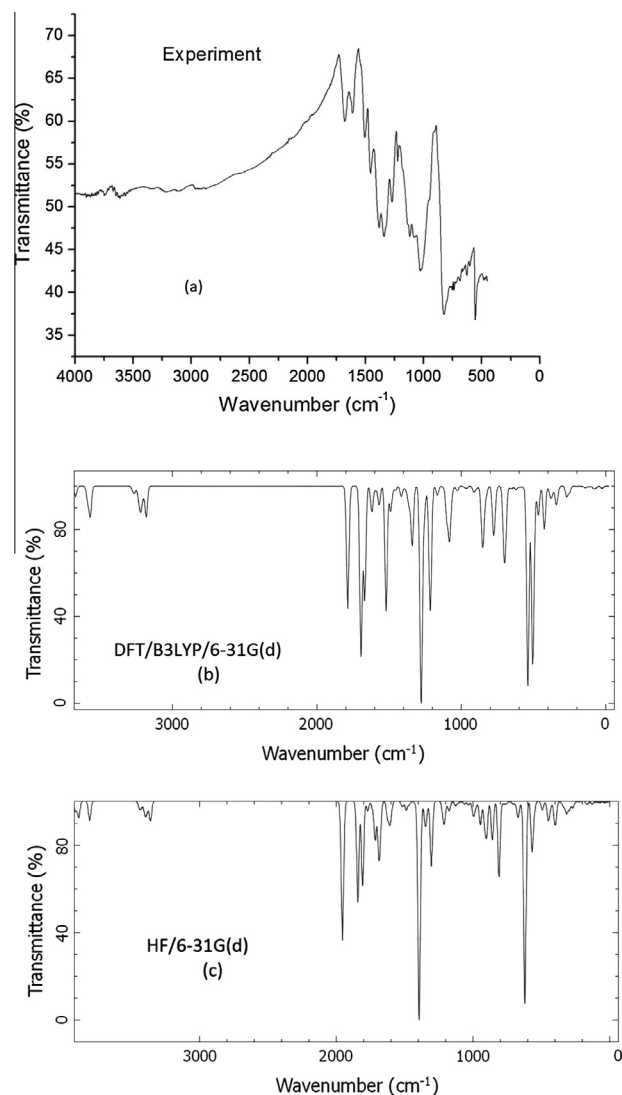 70
65
60
55
50
45
40
35
Transmittance (%)
Experiment
(a)
4000 3500 3000 2500 2000 1500 1000 500 0
Wavenumber (cm-1)
80
40
0
Transmittance (%)
DFT/B3LYP/6-31G(d)
(b)
3000 2000 1000 0
Wavenumber (cm-1)
80
40
0
Transmittance (%)
HF/6-31G(d)
(c)
3000 2000 1000 0
Wavenumber (cm-1)